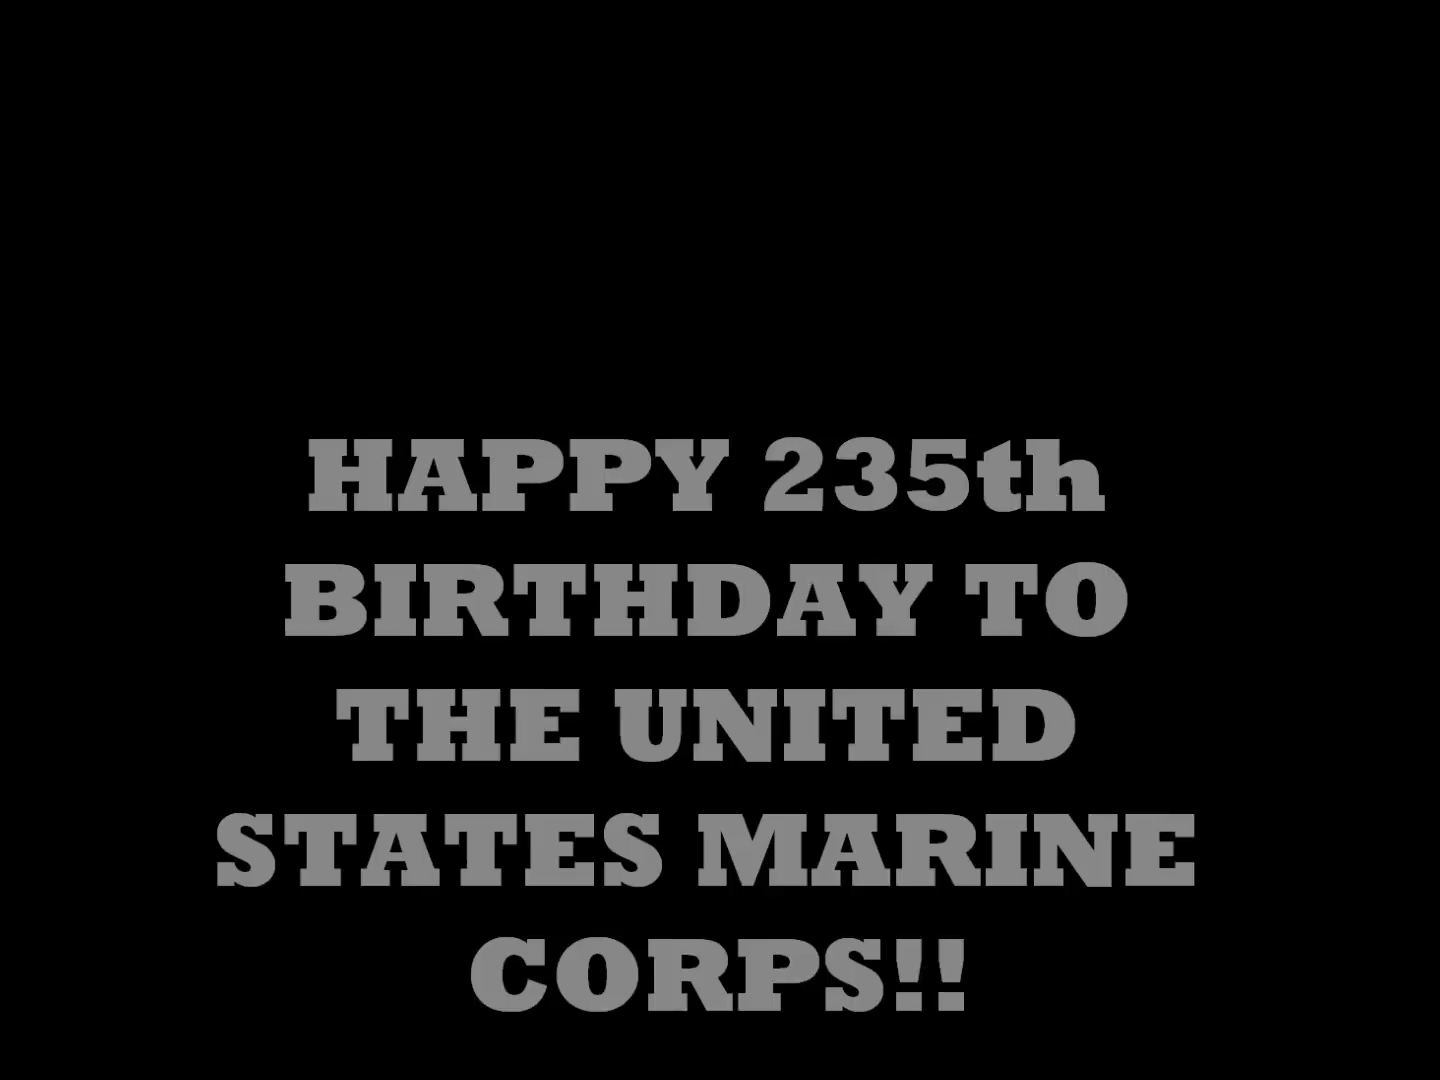 HAPPY 235th
BIRTHDAY TO
THE UNITED
STATES MARINE
CORPS!!